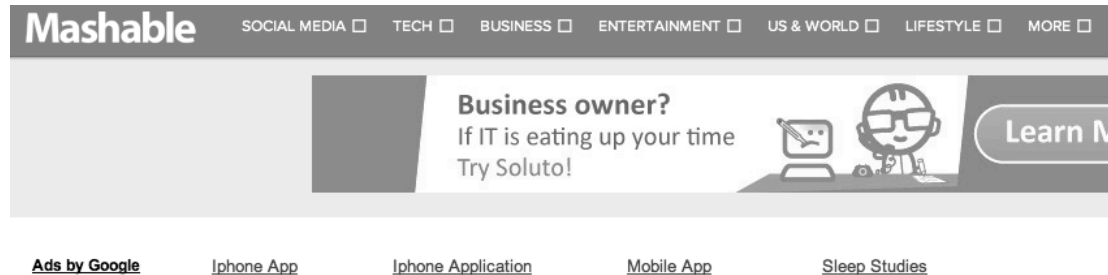 Mashable SOCIAL MEDIA TECH BUSINESS ENTERTAINMENT US & WORLD LIFESTYLE MORE
Business owner?
If IT is eating up your time
Try Soluto!
Learn
Ads by Google Iphone App Iphone Application Mobile App Sleep Studies